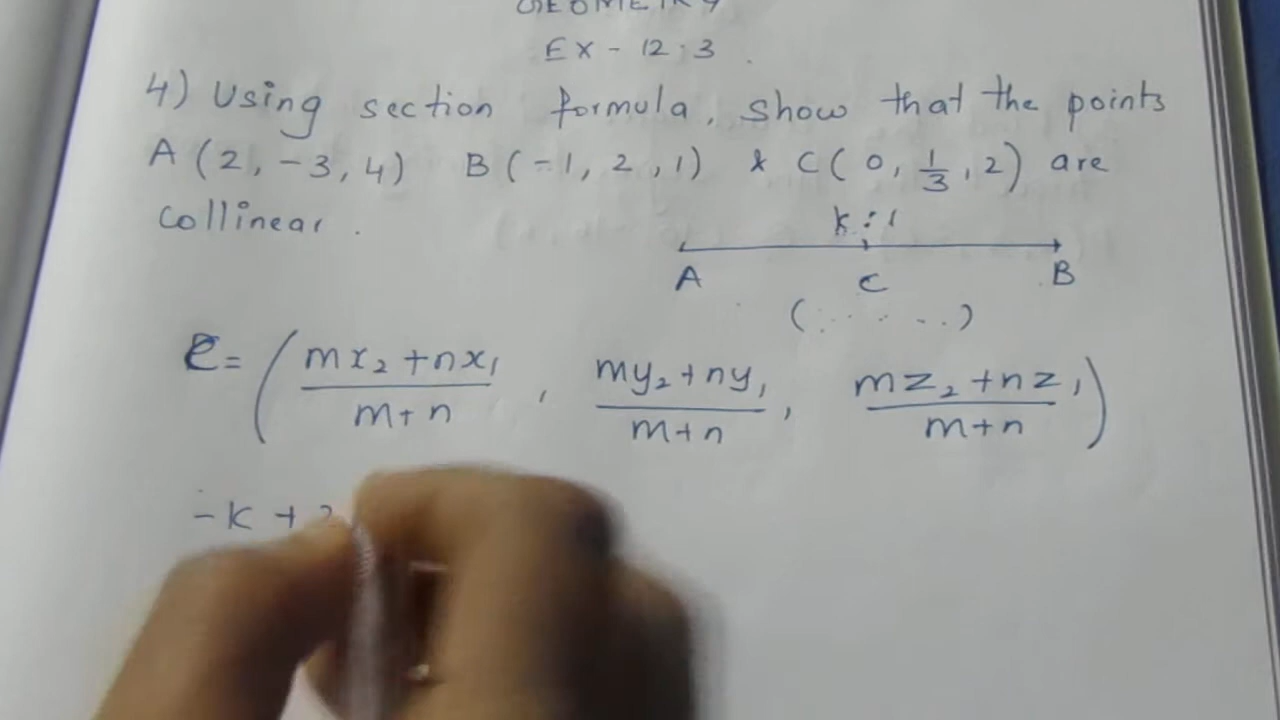 GEOMETRY
EX - 12.3
4) Using section formula, show that the points
A (2, -3, 4) B (-1, 2, 1) & C (0, 1/3, 2) are
collinear.
k : 1
A C B
(. . . . . .)
C = ( mx₂ + nx₁ / m+n , my₂ + ny₁ / m+n , mz₂ + nz₁ / m+n )
-k + 2